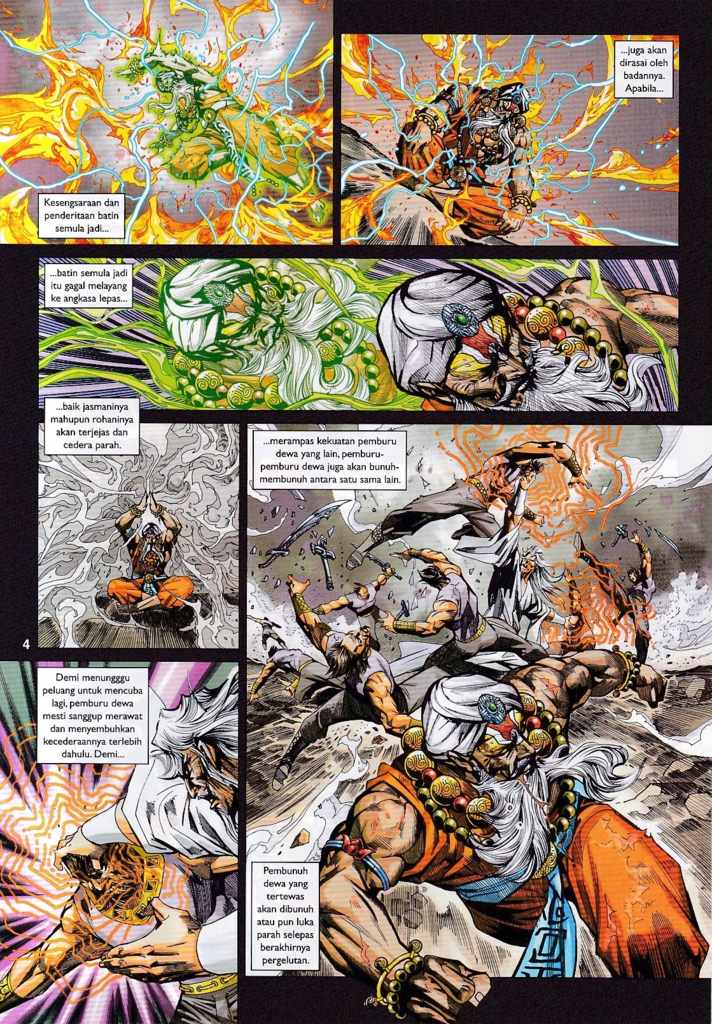 Kesengsaraan dan
penderitaan batin
semula jadi...
...juga akan
dirasai oleh
badannya.
Apabila...
...batin semula jadi
itu gagal melayang
ke angkasa lepas...
...baik jasmaninya
mahupun rohaninya
akan terjejas dan
cedera parah.
...merampas kekuatan pemburu
dewa yang lain, pemburu-
pemburu dewa juga akan bunuh-
membunuh antara satu sama lain.
4
Demi menungggu
peluang untuk mencuba
lagi, pemburu dewa
mesti sanggup merawat
dan menyembuhkan
kecederaannya terlebih
dahulu. Demi...
Pembunuh
dewa yang
tertewas
akan dibunuh
atau pun luka
parah selepas
berakhirnya
pergelutan.